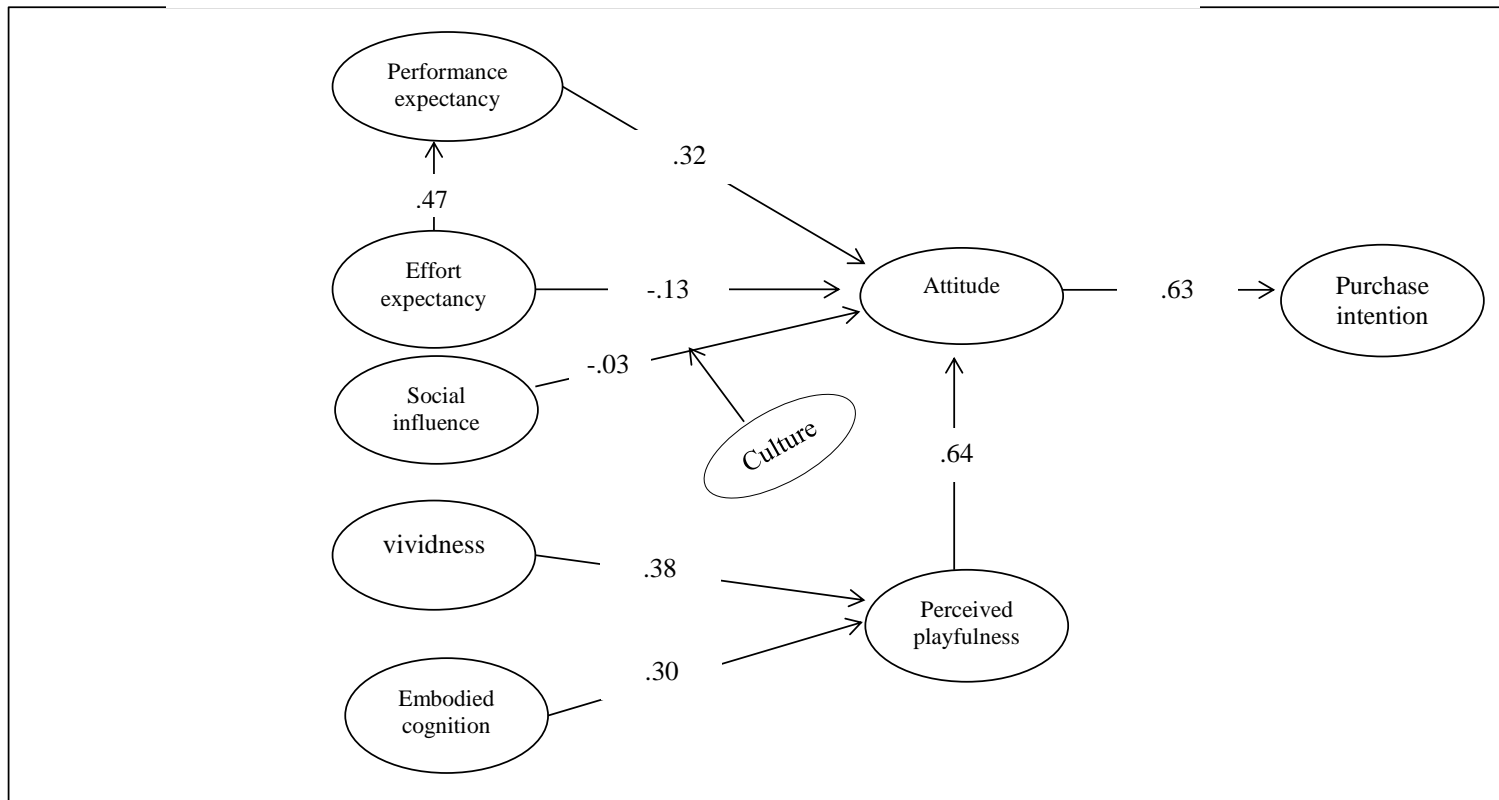 Performance
expectancy
.32
.47
Effort
expectancy
-.13
Attitude
.63
Purchase
intention
Social
influence
-.03
Culture
.64
vividness
.38
Perceived
playfulness
.30
Embodied
cognition